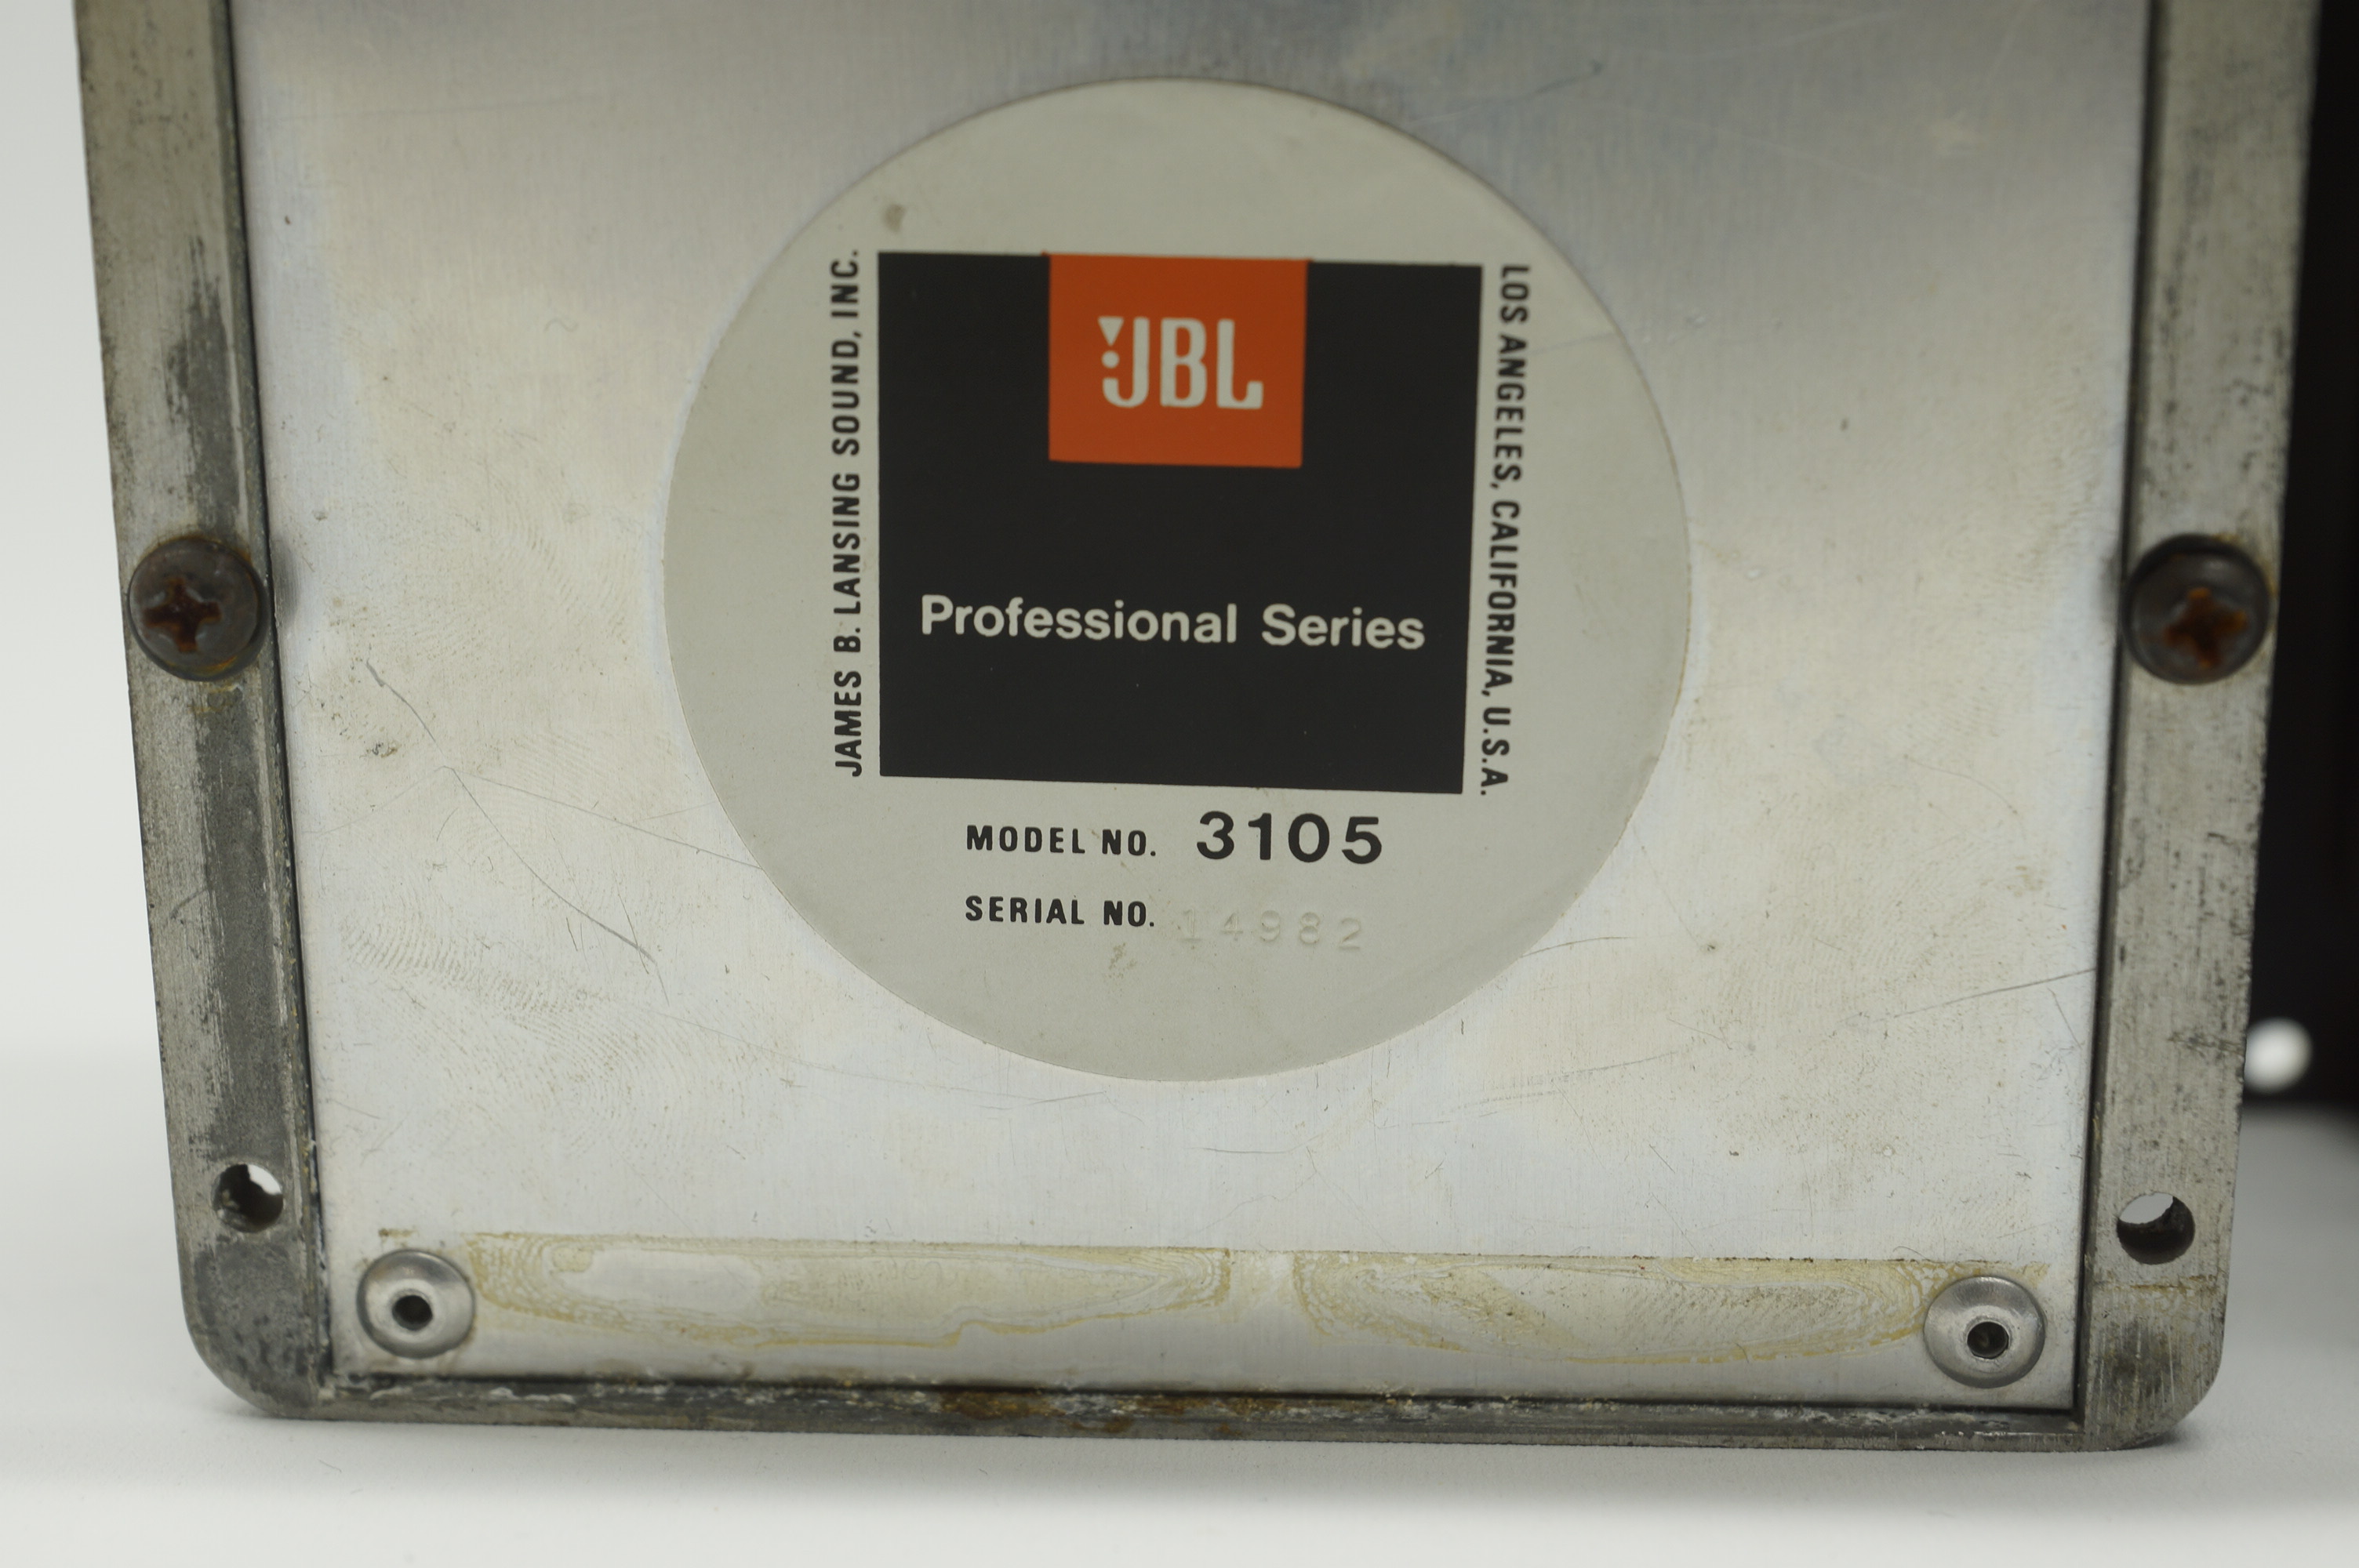 JBL
Professional Series
JAMES B. LANSING SOUND, INC.
LOS ANGELES, CALIFORNIA, U.S.A.
MODEL NO. 3105
SERIAL NO. 14982